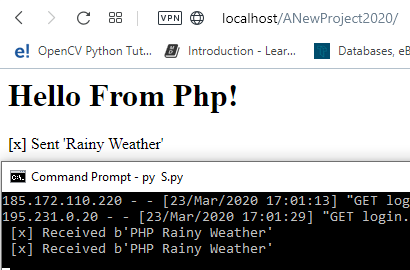 VPN localhost/ANewProject2020/
e! OpenCV Python Tut... Introduction - Lear... Databases, eB
Hello From Php!
[x] Sent 'Rainy Weather'
C:\. Command Prompt - py S.py
185.172.110.220 - - [23/Mar/2020 17:01:13] "GET log
195.231.0.20 - - [23/Mar/2020 17:01:29] "GET login.
[x] Received b'PHP Rainy Weather'
[x] Received b'PHP Rainy Weather'